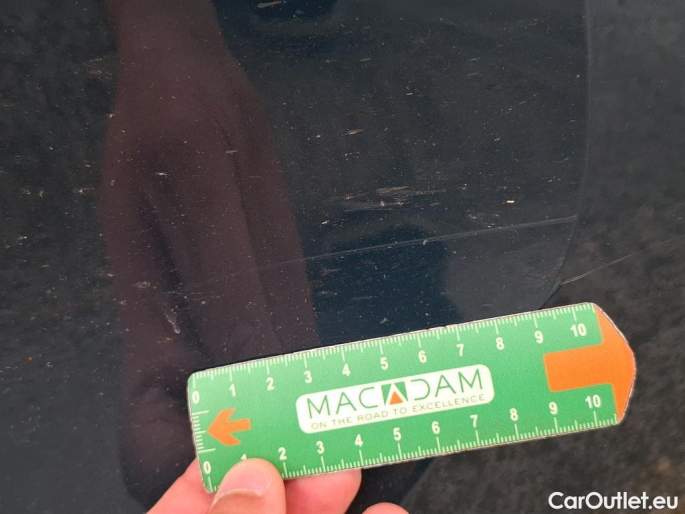 0 1 2 3 4 5 6 7 8 9 10
MACADAM
ON THE ROAD TO EXCELLENCE
0 1 2 3 4 5 6 7 8 9 10
CarOutlet.eu